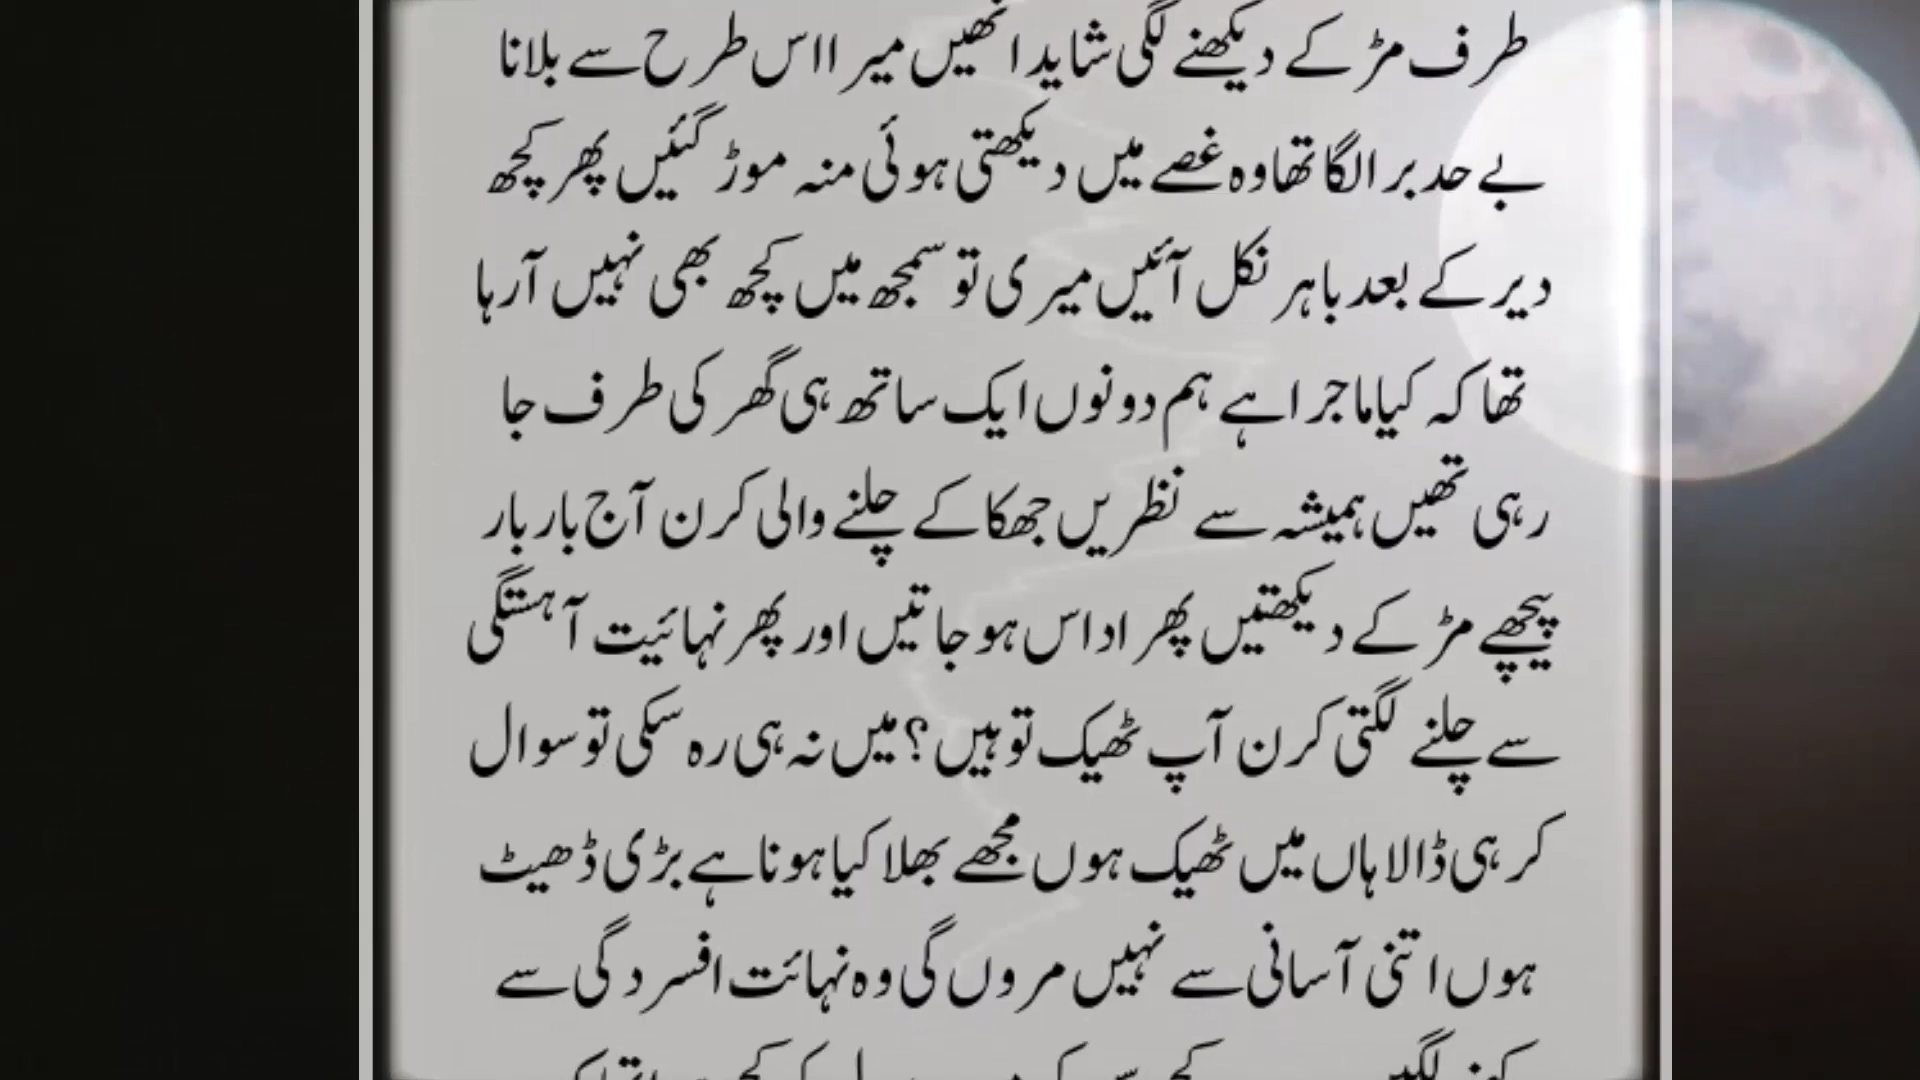 طرف مڑ کے دیکھنے لگی شاید انھیں میرا اس طرح سے بلانا
بے حد برا لگا تھا وہ غصے میں دیکھتی ہوئی منہ موڑ گئیں پھر کچھ
دیر کے بعد باہر نکل آئیں میری تو سمجھ میں کچھ بھی نہیں آرہا
تھا کہ کیا ماجرا ہے ہم دونوں ایک ساتھ ہی گھر کی طرف جا
رہی تھیں ہمیشہ سے نظریں جھکا کے چلنے والی کرن آج بار بار
پیچھے مڑ کے دیکھتیں پھر اداس ہو جاتیں اور پھر نہائیت آہستگی
سے چلنے لگتی کرن آپ ٹھیک تو ہیں؟ میں نہ ہی رہ سکی تو سوال
کر ہی ڈالا ہاں میں ٹھیک ہوں مجھے بھلا کیا ہونا ہے بڑی ڈھیٹ
ہوں اتنی آسانی سے نہیں مروں گی وہ نہائت افسردگی سے